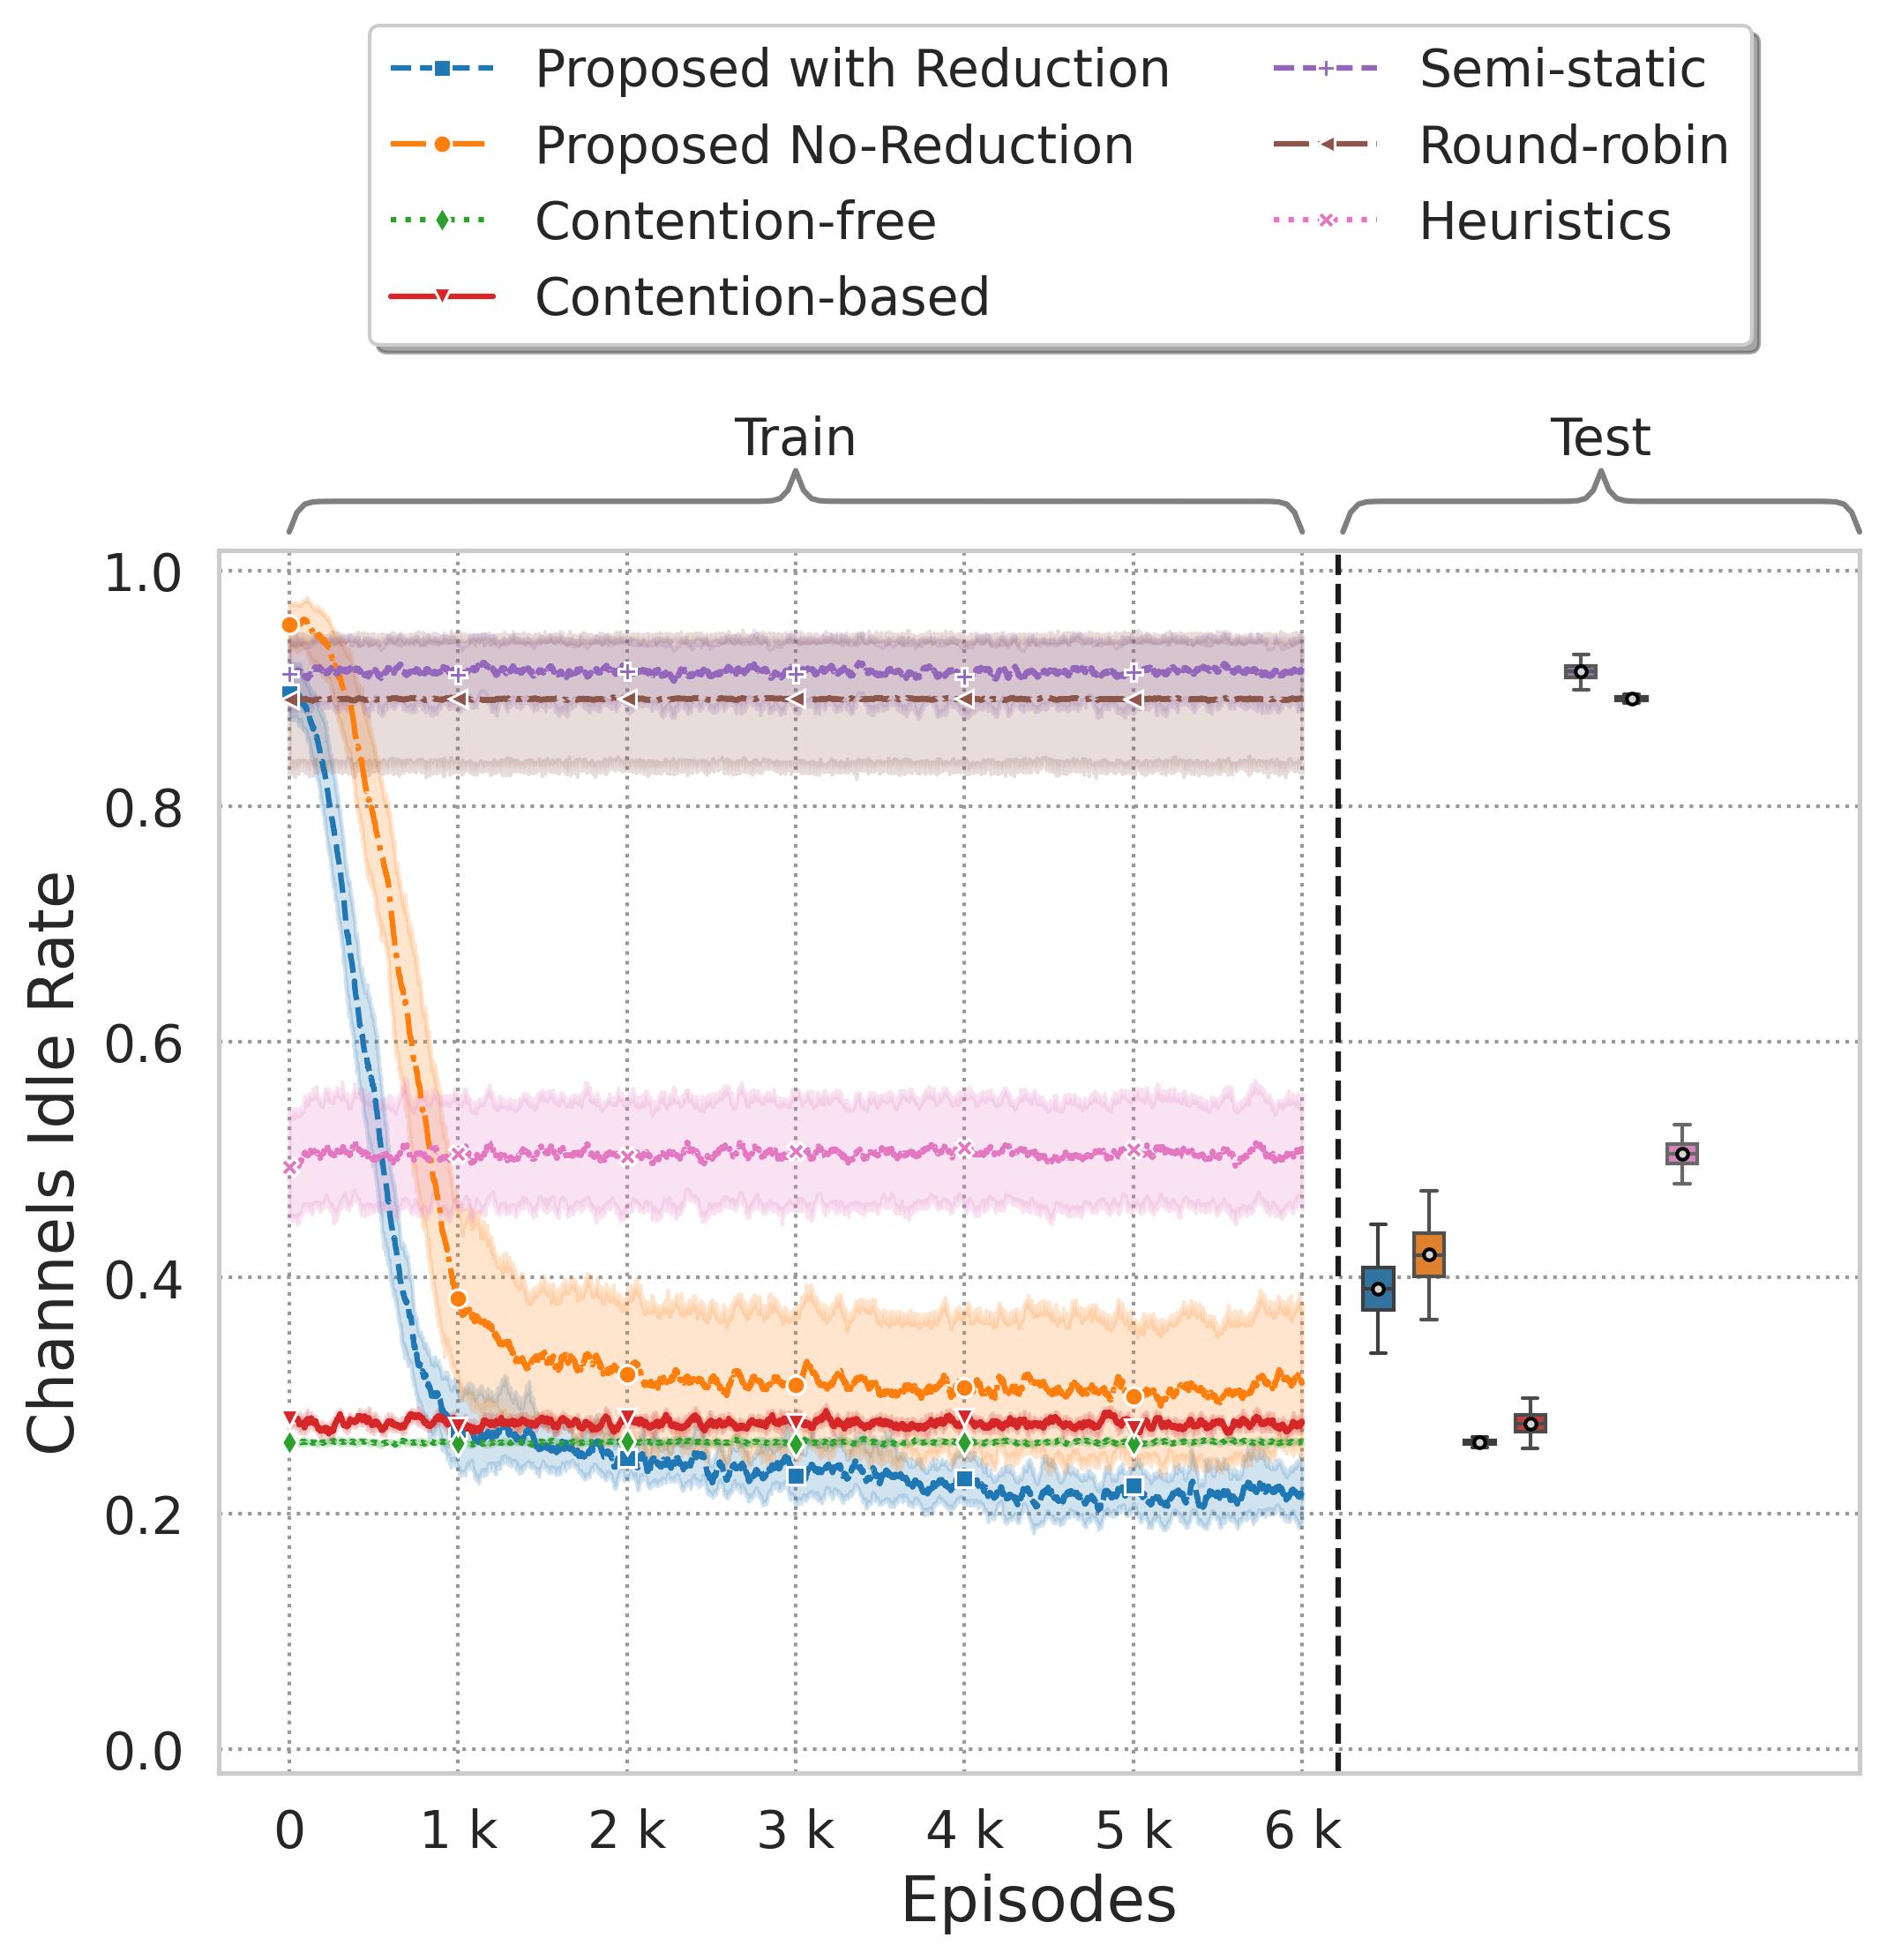 Proposed with Reduction
Proposed No-Reduction
Contention-free
Contention-based
Semi-static
Round-robin
Heuristics
Train
Test
Channels Idle Rate
1.0
0.8
0.6
0.4
0.2
0.0
0 1 k 2 k 3 k 4 k 5 k 6 k
Episodes